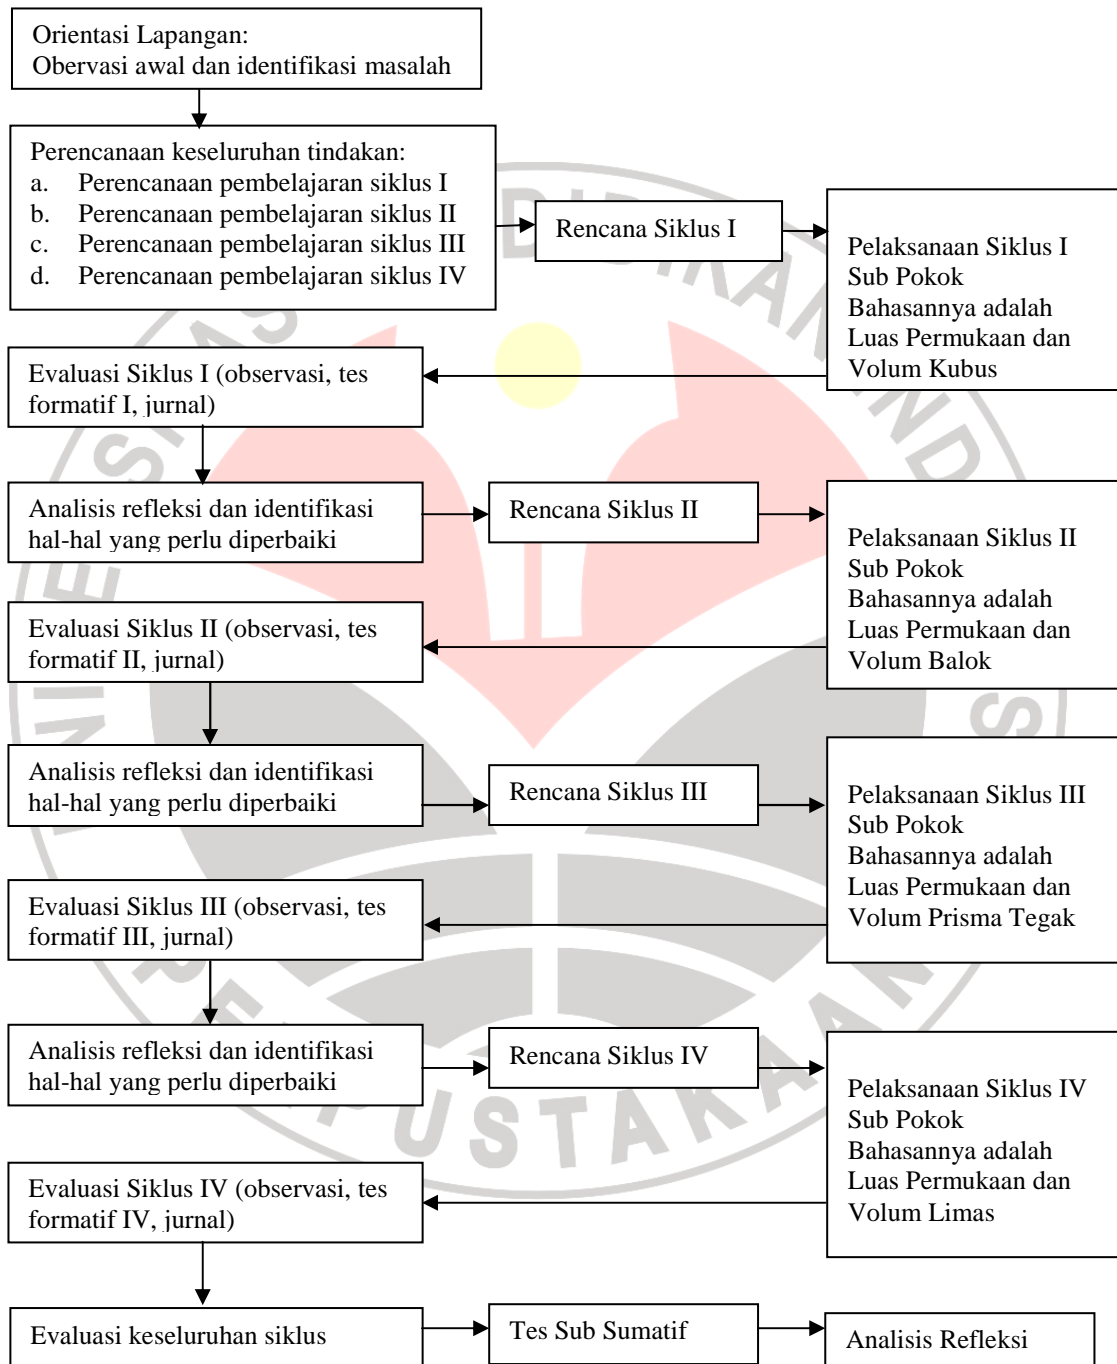 Orientasi Lapangan:
Obervasi awal dan identifikasi masalah
Perencanaan keseluruhan tindakan:
a. Perencanaan pembelajaran siklus I
b. Perencanaan pembelajaran siklus II
c. Perencanaan pembelajaran siklus III
d. Perencanaan pembelajaran siklus IV
Rencana Siklus I
Pelaksanaan Siklus I
Sub Pokok
Bahasannya adalah
Luas Permukaan dan
Volum Kubus
Evaluasi Siklus I (observasi, tes
formatif I, jurnal)
Analisis refleksi dan identifikasi
hal-hal yang perlu diperbaiki
Rencana Siklus II
Pelaksanaan Siklus II
Sub Pokok
Bahasannya adalah
Luas Permukaan dan
Volum Balok
Evaluasi Siklus II (observasi, tes
formatif II, jurnal)
Analisis refleksi dan identifikasi
hal-hal yang perlu diperbaiki
Rencana Siklus III
Pelaksanaan Siklus III
Sub Pokok
Bahasannya adalah
Luas Permukaan dan
Volum Prisma Tegak
Evaluasi Siklus III (observasi, tes
formatif III, jurnal)
Analisis refleksi dan identifikasi
hal-hal yang perlu diperbaiki
Rencana Siklus IV
Pelaksanaan Siklus IV
Sub Pokok
Bahasannya adalah
Luas Permukaan dan
Volum Limas
Evaluasi Siklus IV (observasi, tes
formatif IV, jurnal)
Evaluasi keseluruhan siklus
Tes Sub Sumatif
Analisis Refleksi